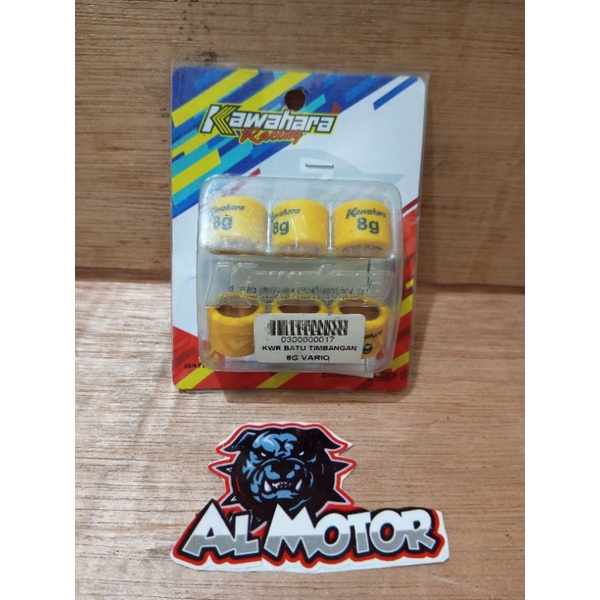 Kawahara
Racing
Kawahara
8g
Kawahara
8g
Kawahara
8g
0300000017
KWR BATU TIMBANGAN
8G VARIO
AL MOTOR